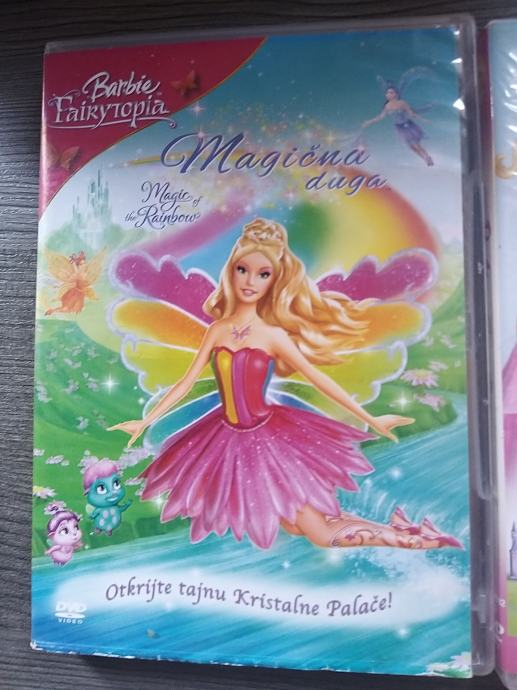 Barbie
FAIRYTOPIA
Magična
duga
Magic of
the Rainbow
Otkrijte tajnu Kristalne Palače!
DVD
VIDEO